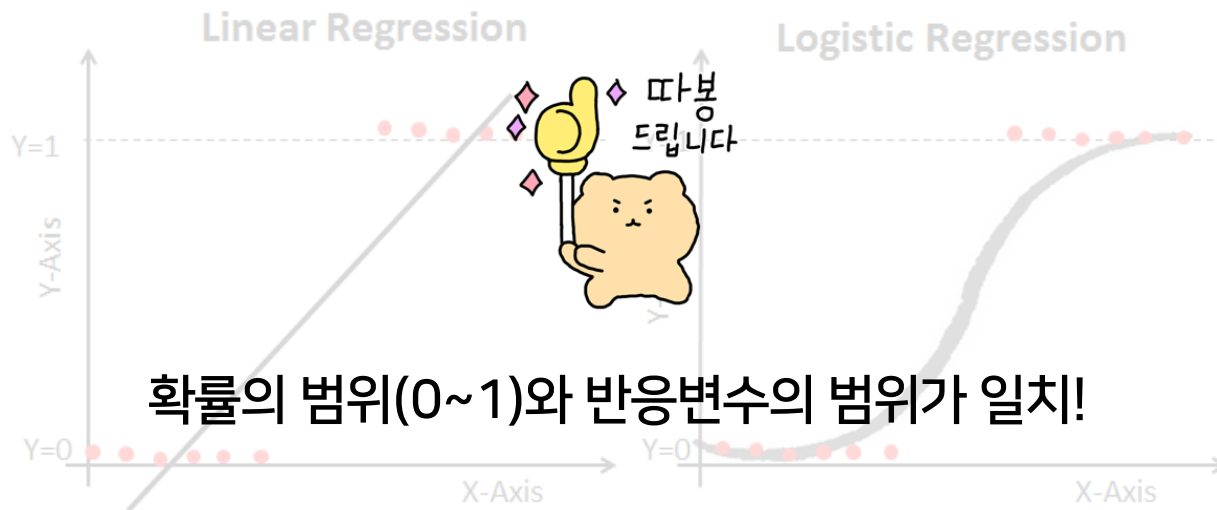 Linear Regression
Logistic Regression
따봉
드립니다
Y=1
Y-Axis
확률의 범위(0~1)와 반응변수의 범위가 일치!
Y=0
Y=0
X-Axis
X-Axis